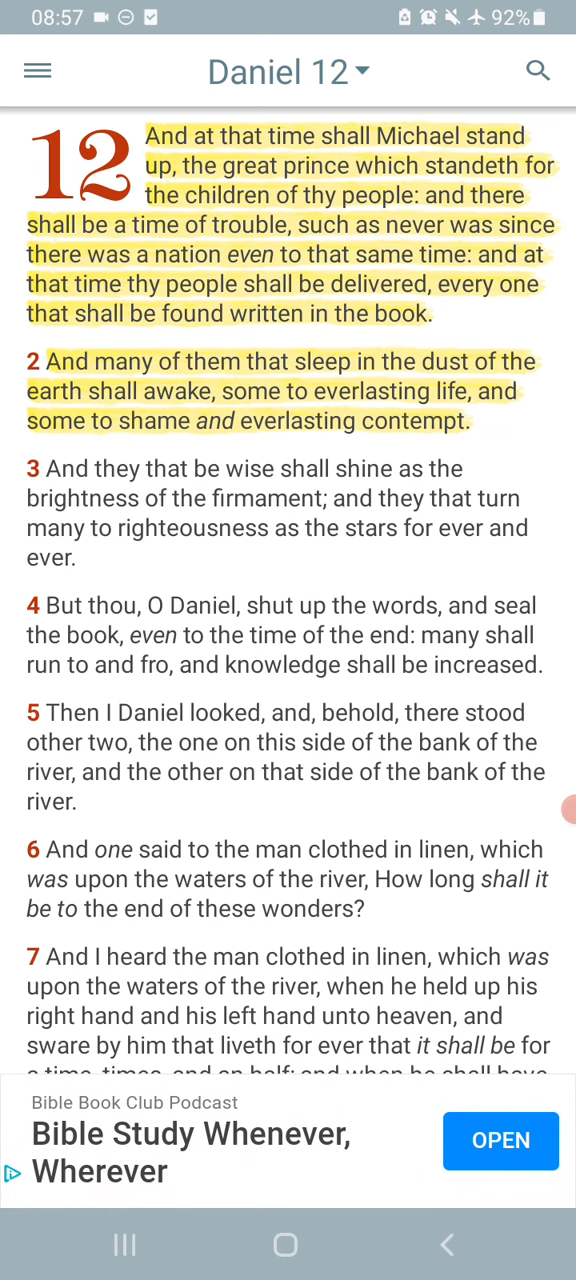 08:57 92%
Daniel 12
12 And at that time shall Michael stand
up, the great prince which standeth for
the children of thy people: and there
shall be a time of trouble, such as never was since
there was a nation even to that same time: and at
that time thy people shall be delivered, every one
that shall be found written in the book.
2 And many of them that sleep in the dust of the
earth shall awake, some to everlasting life, and
some to shame and everlasting contempt.
3 And they that be wise shall shine as the
brightness of the firmament; and they that turn
many to righteousness as the stars for ever and
ever.
4 But thou, O Daniel, shut up the words, and seal
the book, even to the time of the end: many shall
run to and fro, and knowledge shall be increased.
5 Then I Daniel looked, and, behold, there stood
other two, the one on this side of the bank of the
river, and the other on that side of the bank of the
river.
6 And one said to the man clothed in linen, which
was upon the waters of the river, How long shall it
be to the end of these wonders?
7 And I heard the man clothed in linen, which was
upon the waters of the river, when he held up his
right hand and his left hand unto heaven, and
sware by him that liveth for ever that it shall be for
a time, times, and an half; and when he shall have
Bible Book Club Podcast
Bible Study Whenever,
Wherever
OPEN